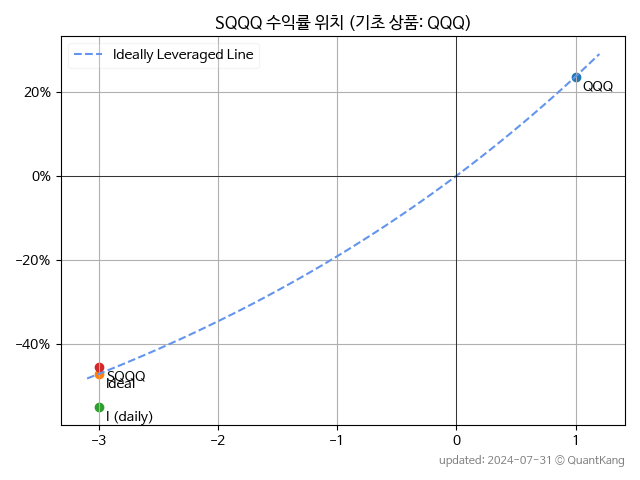 SQQQ 수익률 위치 (기초 상품: QQQ)
Ideally Leveraged Line
20%
0%
−20%
−40%
QQQ
SQQQ
Ideal
I (daily)
−3
−2
−1
0
1
updated: 2024-07-31 © QuantKang